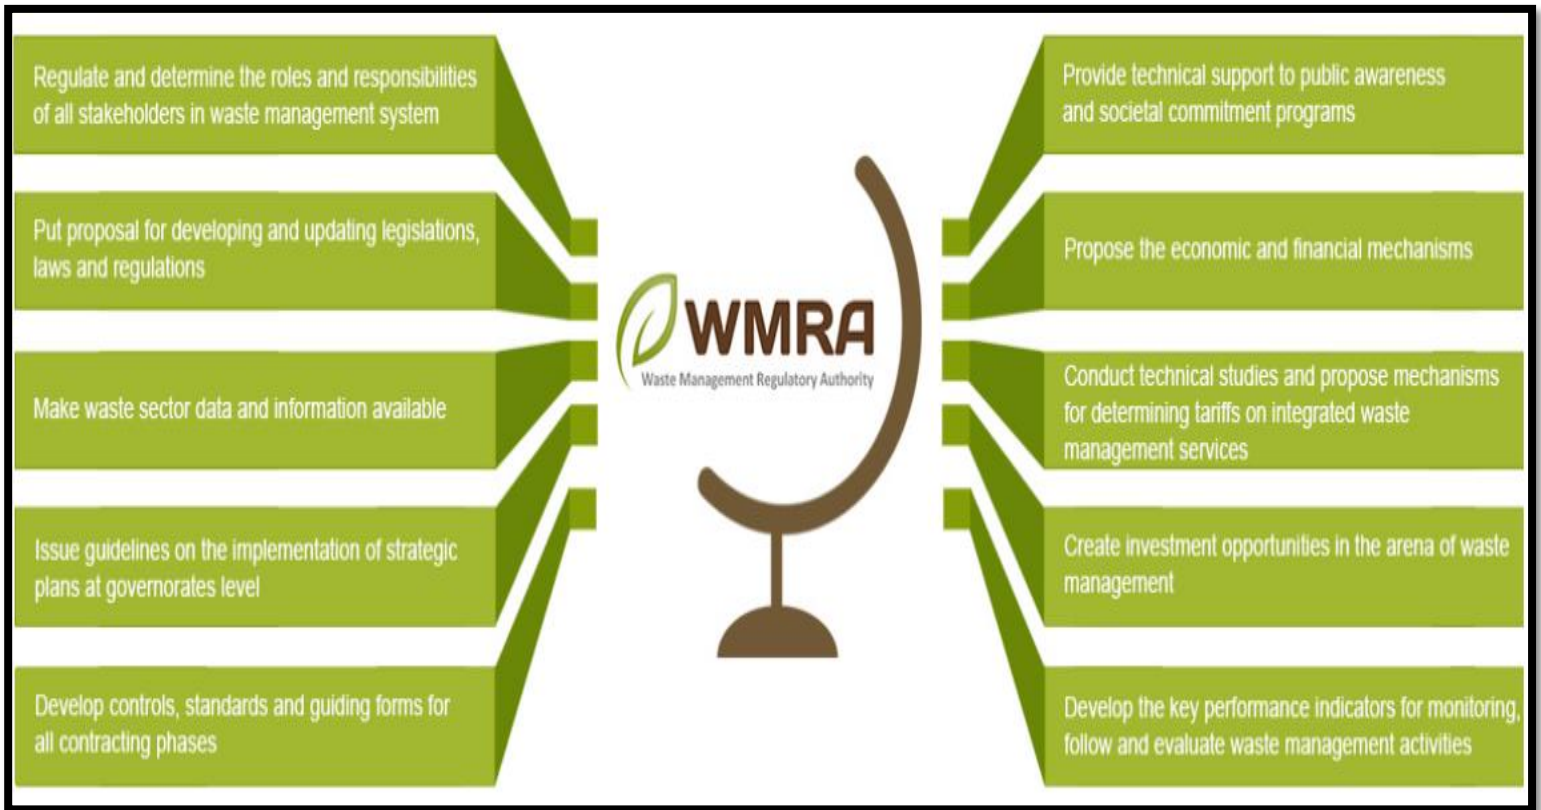 Regulate and determine the roles and responsibilities
of all stakeholders in waste management system
Put proposal for developing and updating legislations,
laws and regulations
Make waste sector data and information available
Issue guidelines on the implementation of strategic
plans at governorates level
Develop controls, standards and guiding forms for
all contracting phases
WMRA
Waste Management Regulatory Authority
Provide technical support to public awareness
and societal commitment programs
Propose the economic and financial mechanisms
Conduct technical studies and propose mechanisms
for determining tariffs on integrated waste
management services
Create investment opportunities in the arena of waste
management
Develop the key performance indicators for monitoring,
follow and evaluate waste management activities